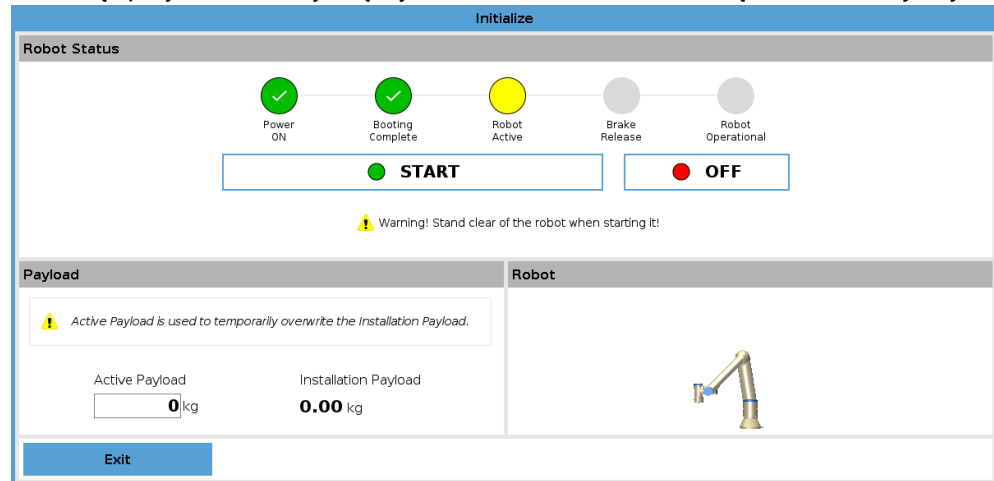 Initialize
Robot Status
Power
ON
Booting
Complete
Robot
Active
Brake
Release
Robot
Operational
START
OFF
Warning! Stand clear of the robot when starting it!
Payload
Robot
Active Payload is used to temporarily overwrite the Installation Payload.
Active Payload
Installation Payload
0 kg
0.00 kg
Exit